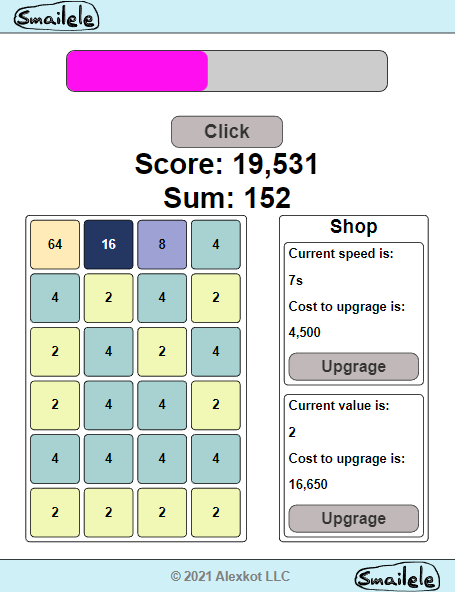 Smailele
Click
Score: 19,531
Sum: 152
64 16 8 4
4 2 4 2
2 4 2 4
2 4 4 2
4 4 4 4
2 2 2 2
Shop
Current speed is:
7s
Cost to upgrage is:
4,500
Upgrage
Current value is:
2
Cost to upgrage is:
16,650
Upgrage
© 2021 Alexkot LLC
Smailele